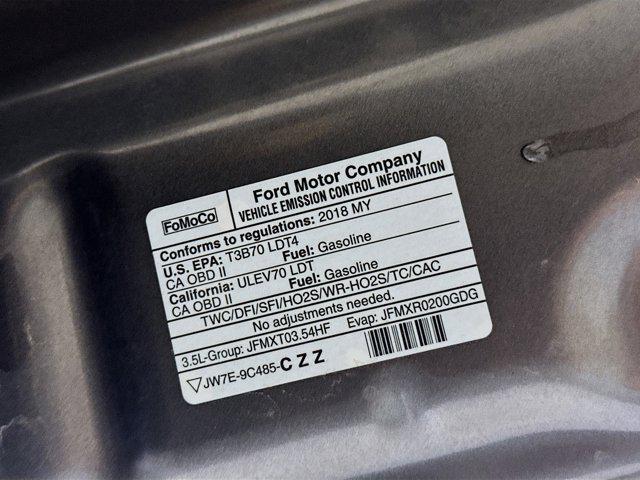 FoMoCo
Ford Motor Company
VEHICLE EMISSION CONTROL INFORMATION
Conforms to regulations: 2018 MY
U.S. EPA: T3B70 LDT4
CA OBD II Fuel: Gasoline
California: ULEV70 LDT
CA OBD II Fuel: Gasoline
TWC/DFI/SFI/HO2S/WR-HO2S/TC/CAC
No adjustments needed.
3.5L-Group: JFMXT03.54HF Evap: JFMXR0200GDG
JW7E-9C485-CZZ